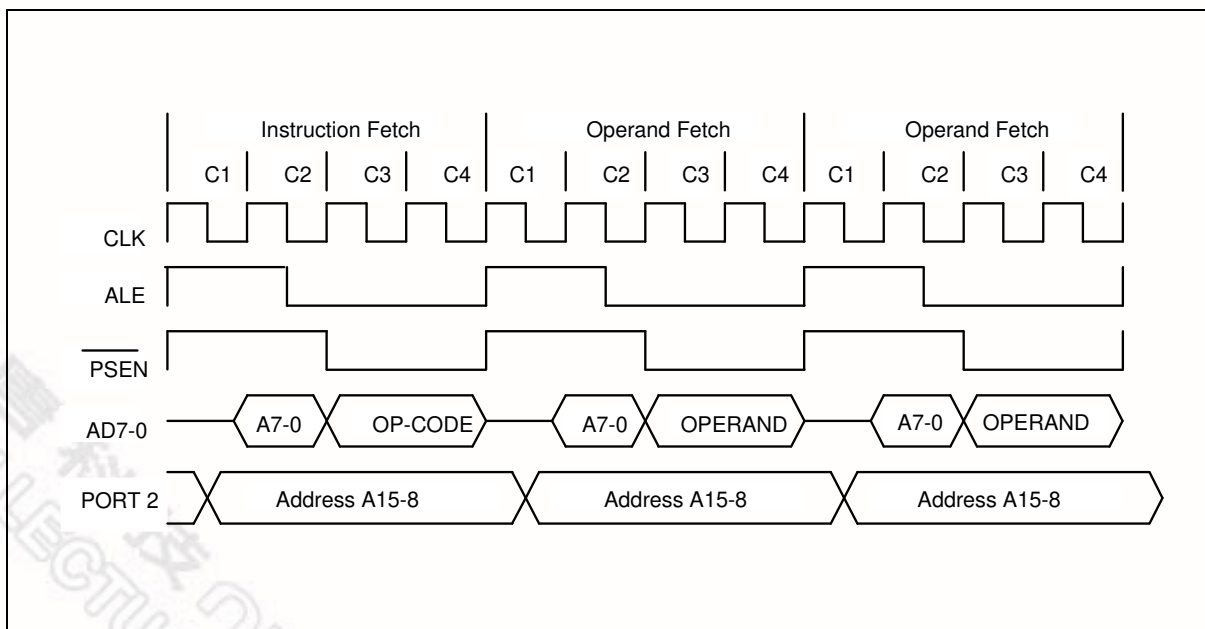 Instruction Fetch Operand Fetch Operand Fetch
C1 C2 C3 C4 C1 C2 C3 C4 C1 C2 C3 C4
CLK
ALE
PSEN
AD7-0 A7-0 OP-CODE A7-0 OPERAND A7-0 OPERAND
PORT 2 Address A15-8 Address A15-8 Address A15-8